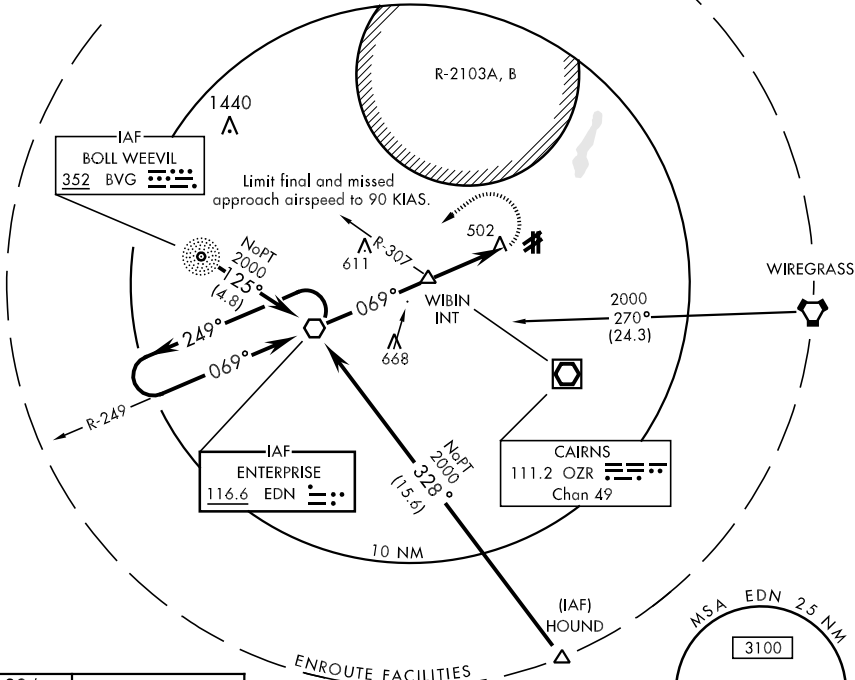 R-2103A, B
1440
IAF
BOLL WEEVIL
352 BVG
Limit final and missed
approach airspeed to 90 KIAS.
502
R-307
611
NoPT
2000
125°
(4.8)
WIREGRASS
069°
WIBIN
INT
2000
270°
(24.3)
249°
069°
668
R-249
IAF
ENTERPRISE
116.6 EDN
NoPT
2000
328°
(15.6)
CAIRNS
111.2 OZR
Chan 49
10 NM
(IAF)
HOUND
MSA EDN 25 NM
3100
ENROUTE FACILITIES